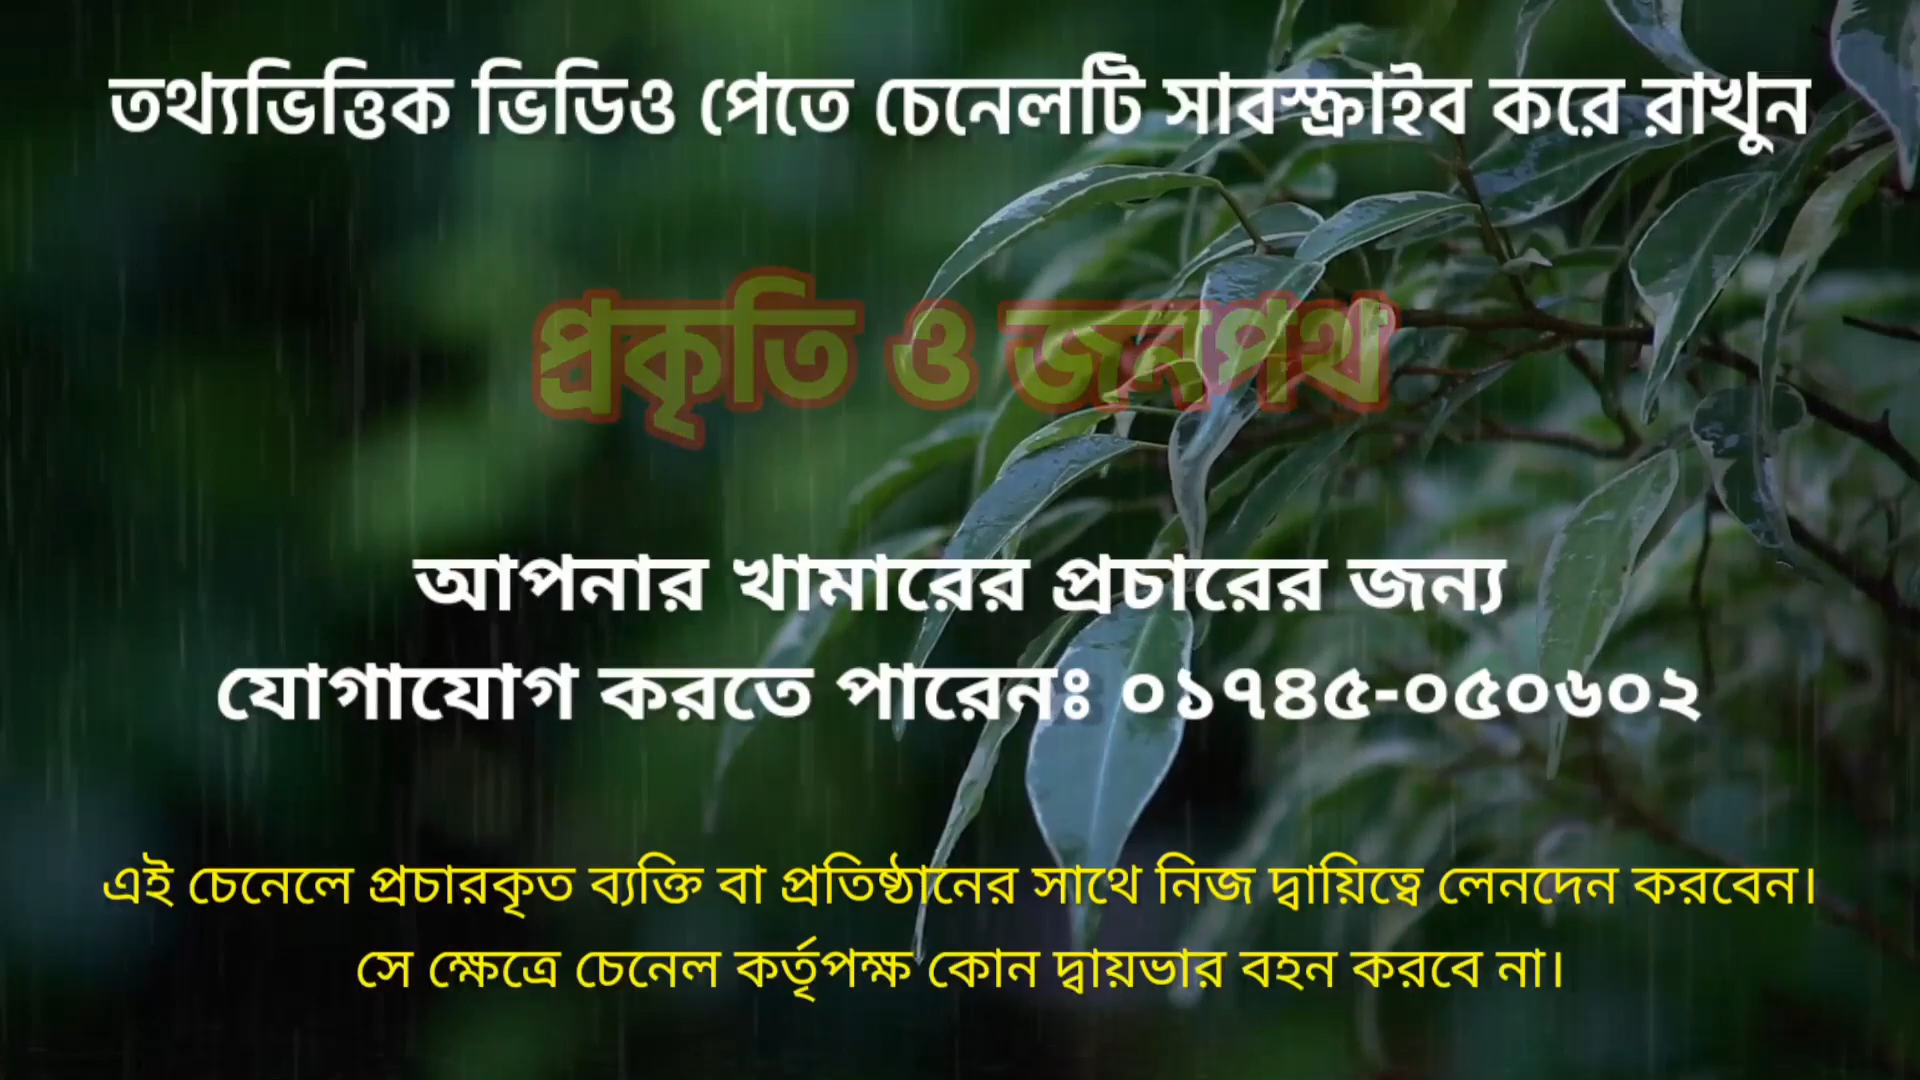 তথ্যভিত্তিক ভিডিও পেতে চেনেলটি সাবস্ক্রাইব করে রাখুন
প্রকৃতি ও জনপথ
আপনার খামারের প্রচারের জন্য
যোগাযোগ করতে পারেনঃ ০১৭৪৫-০৫০৬০২
এই চেনেলে প্রচারকৃত ব্যক্তি বা প্রতিষ্ঠানের সাথে নিজ দ্বায়িত্বে লেনদেন করবেন।
সে ক্ষেত্রে চেনেল কর্তৃপক্ষ কোন দ্বায়ভার বহন করবে না।